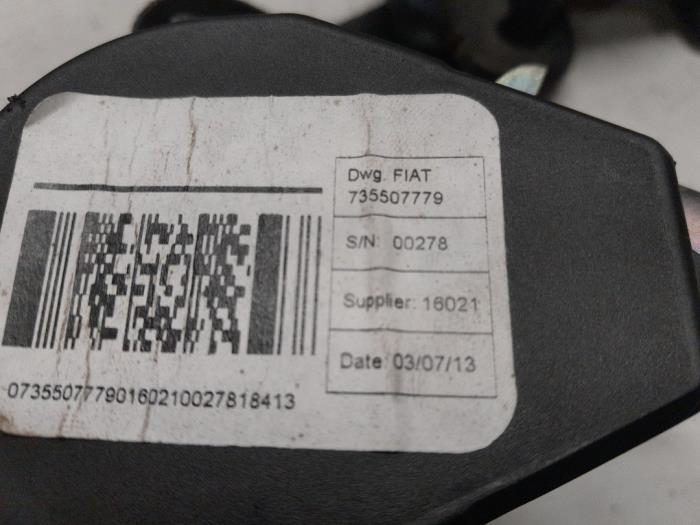 Dwg. FIAT
735507779
S/N: 00278
Supplier: 16021
Date: 03/07/13
07355077790160210027818413